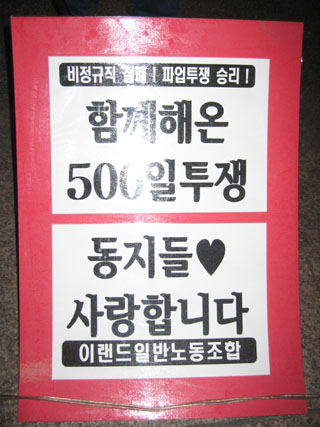 비정규직 철폐! 파업투쟁 승리!
함께해온
500일투쟁
동지들♥
사랑합니다
이랜드일반노동조합